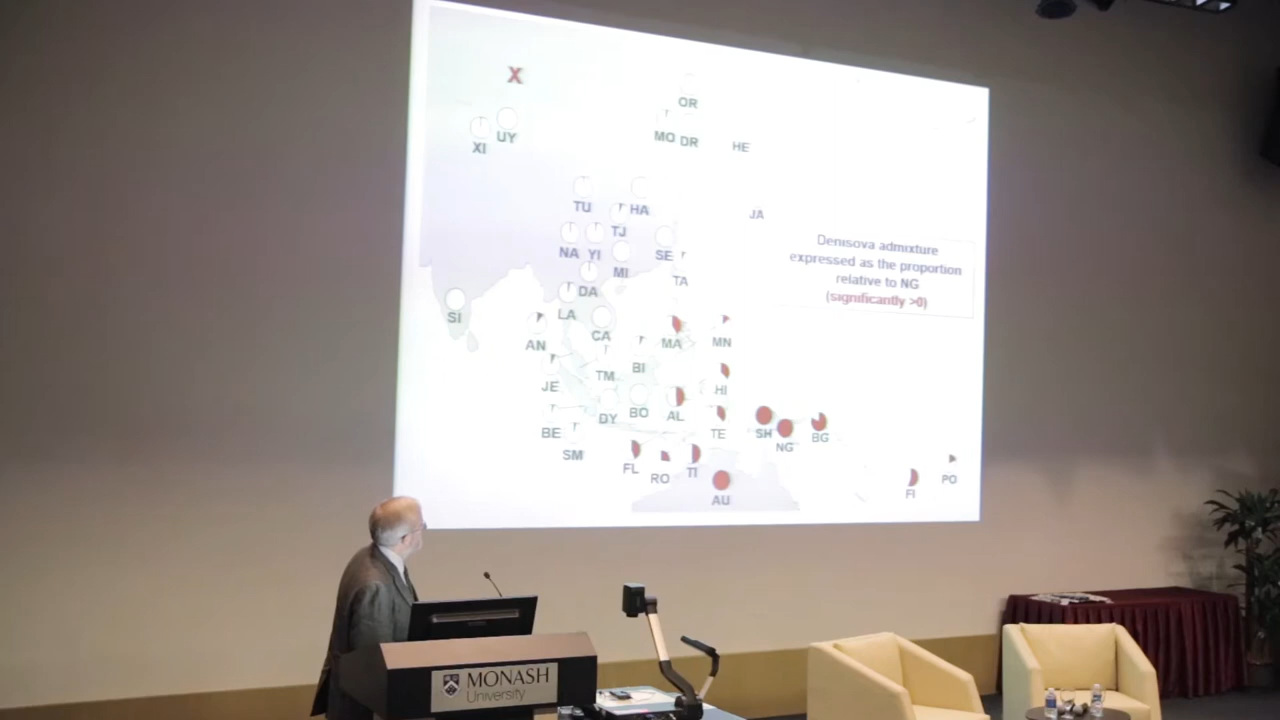 X
OR
UY
XI
MO DR
HE
TU HA
TJ
JA
NA YI
SE
MI
TA
DA
SI
LA
AN
CA
MA MN
BI
TM
JE
HI
DY BO AL
BE
TE
SH
NG
BG
SM
FL
RO
TI
AU
FI
PO
Denisova admixture
expressed as the proportion
relative to NG
(significantly >0)
MONASH
University